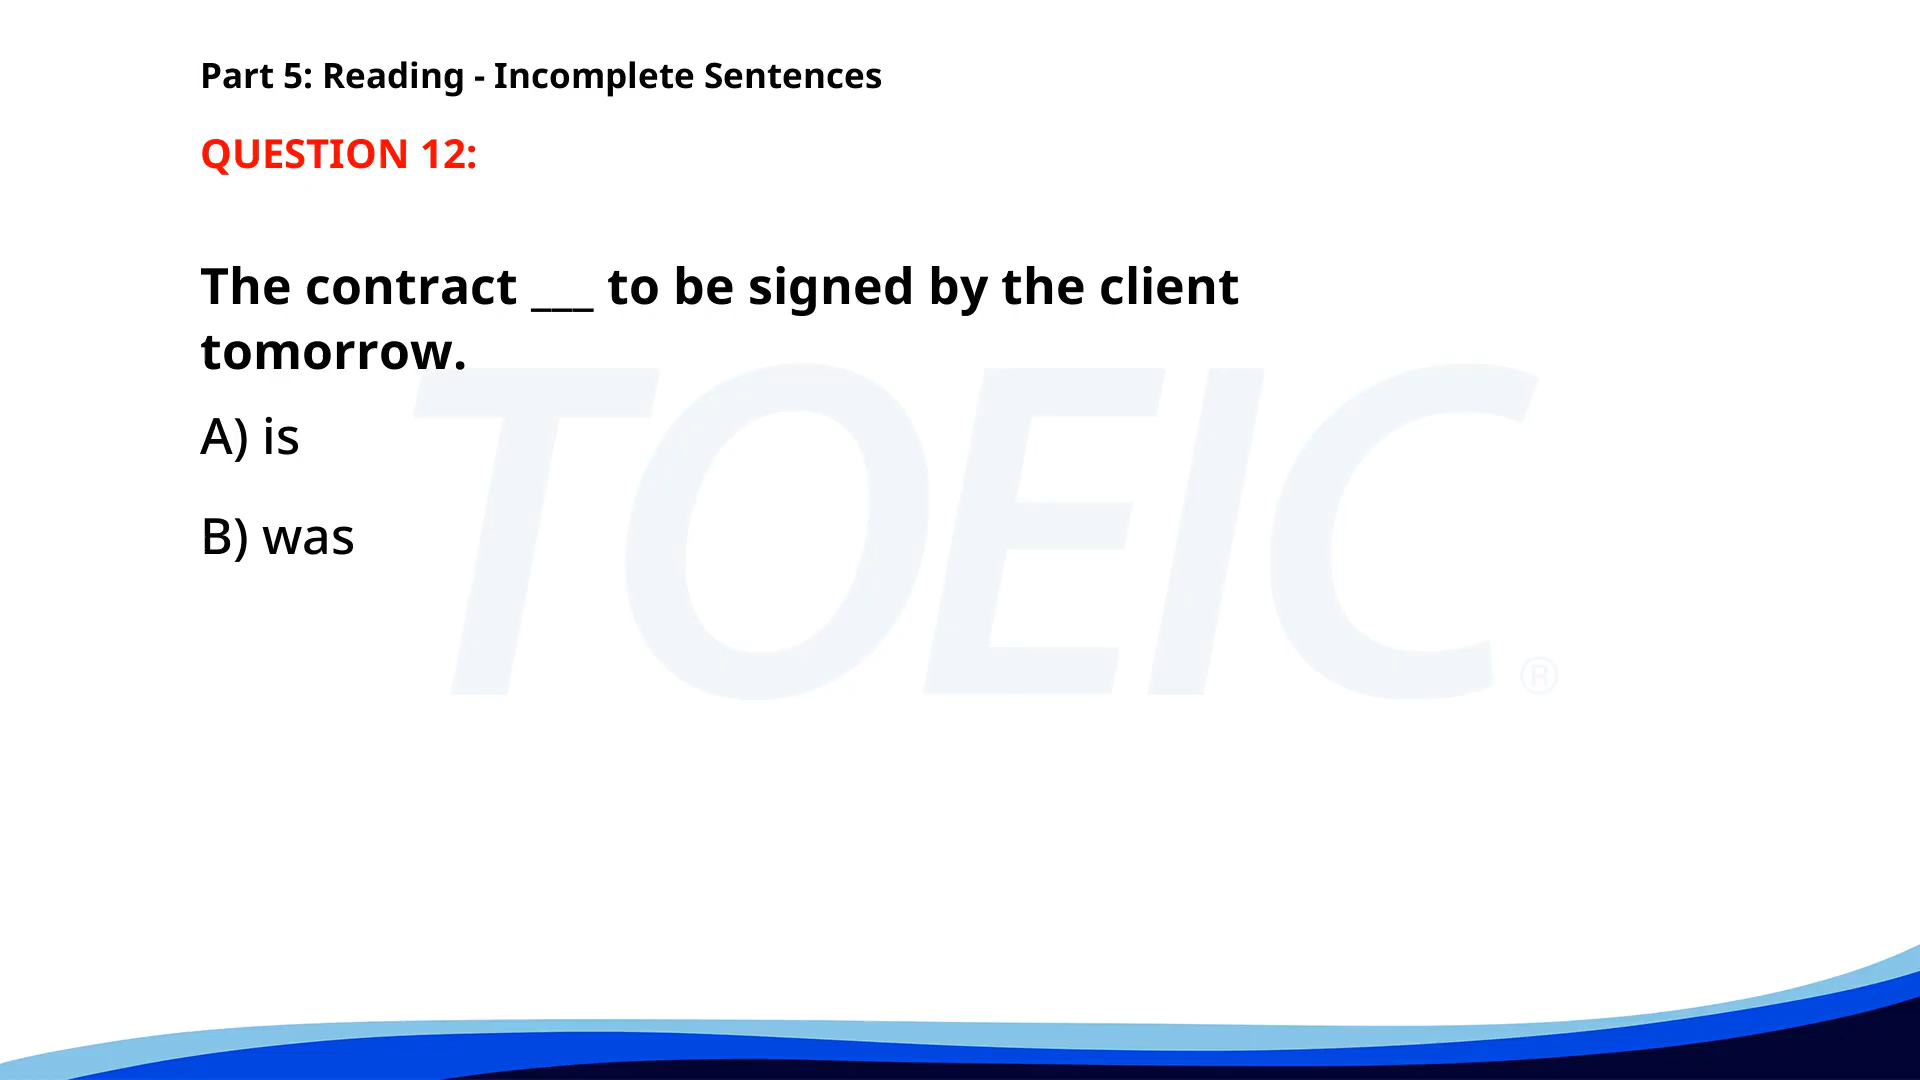 Part 5: Reading - Incomplete Sentences
QUESTION 12:
The contract ___ to be signed by the client
tomorrow.
A) is
B) was
TOEIC ®